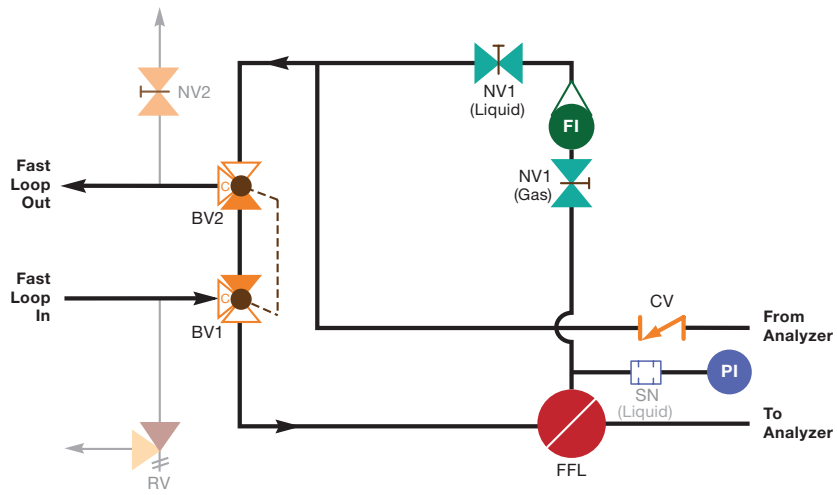 NV2
NV1
(Liquid)
FI
NV1
(Gas)
Fast
Loop
Out
C
BV2
Fast
Loop
In
C
BV1
CV
From
Analyzer
PI
SN
(Liquid)
To
Analyzer
FFL
RV